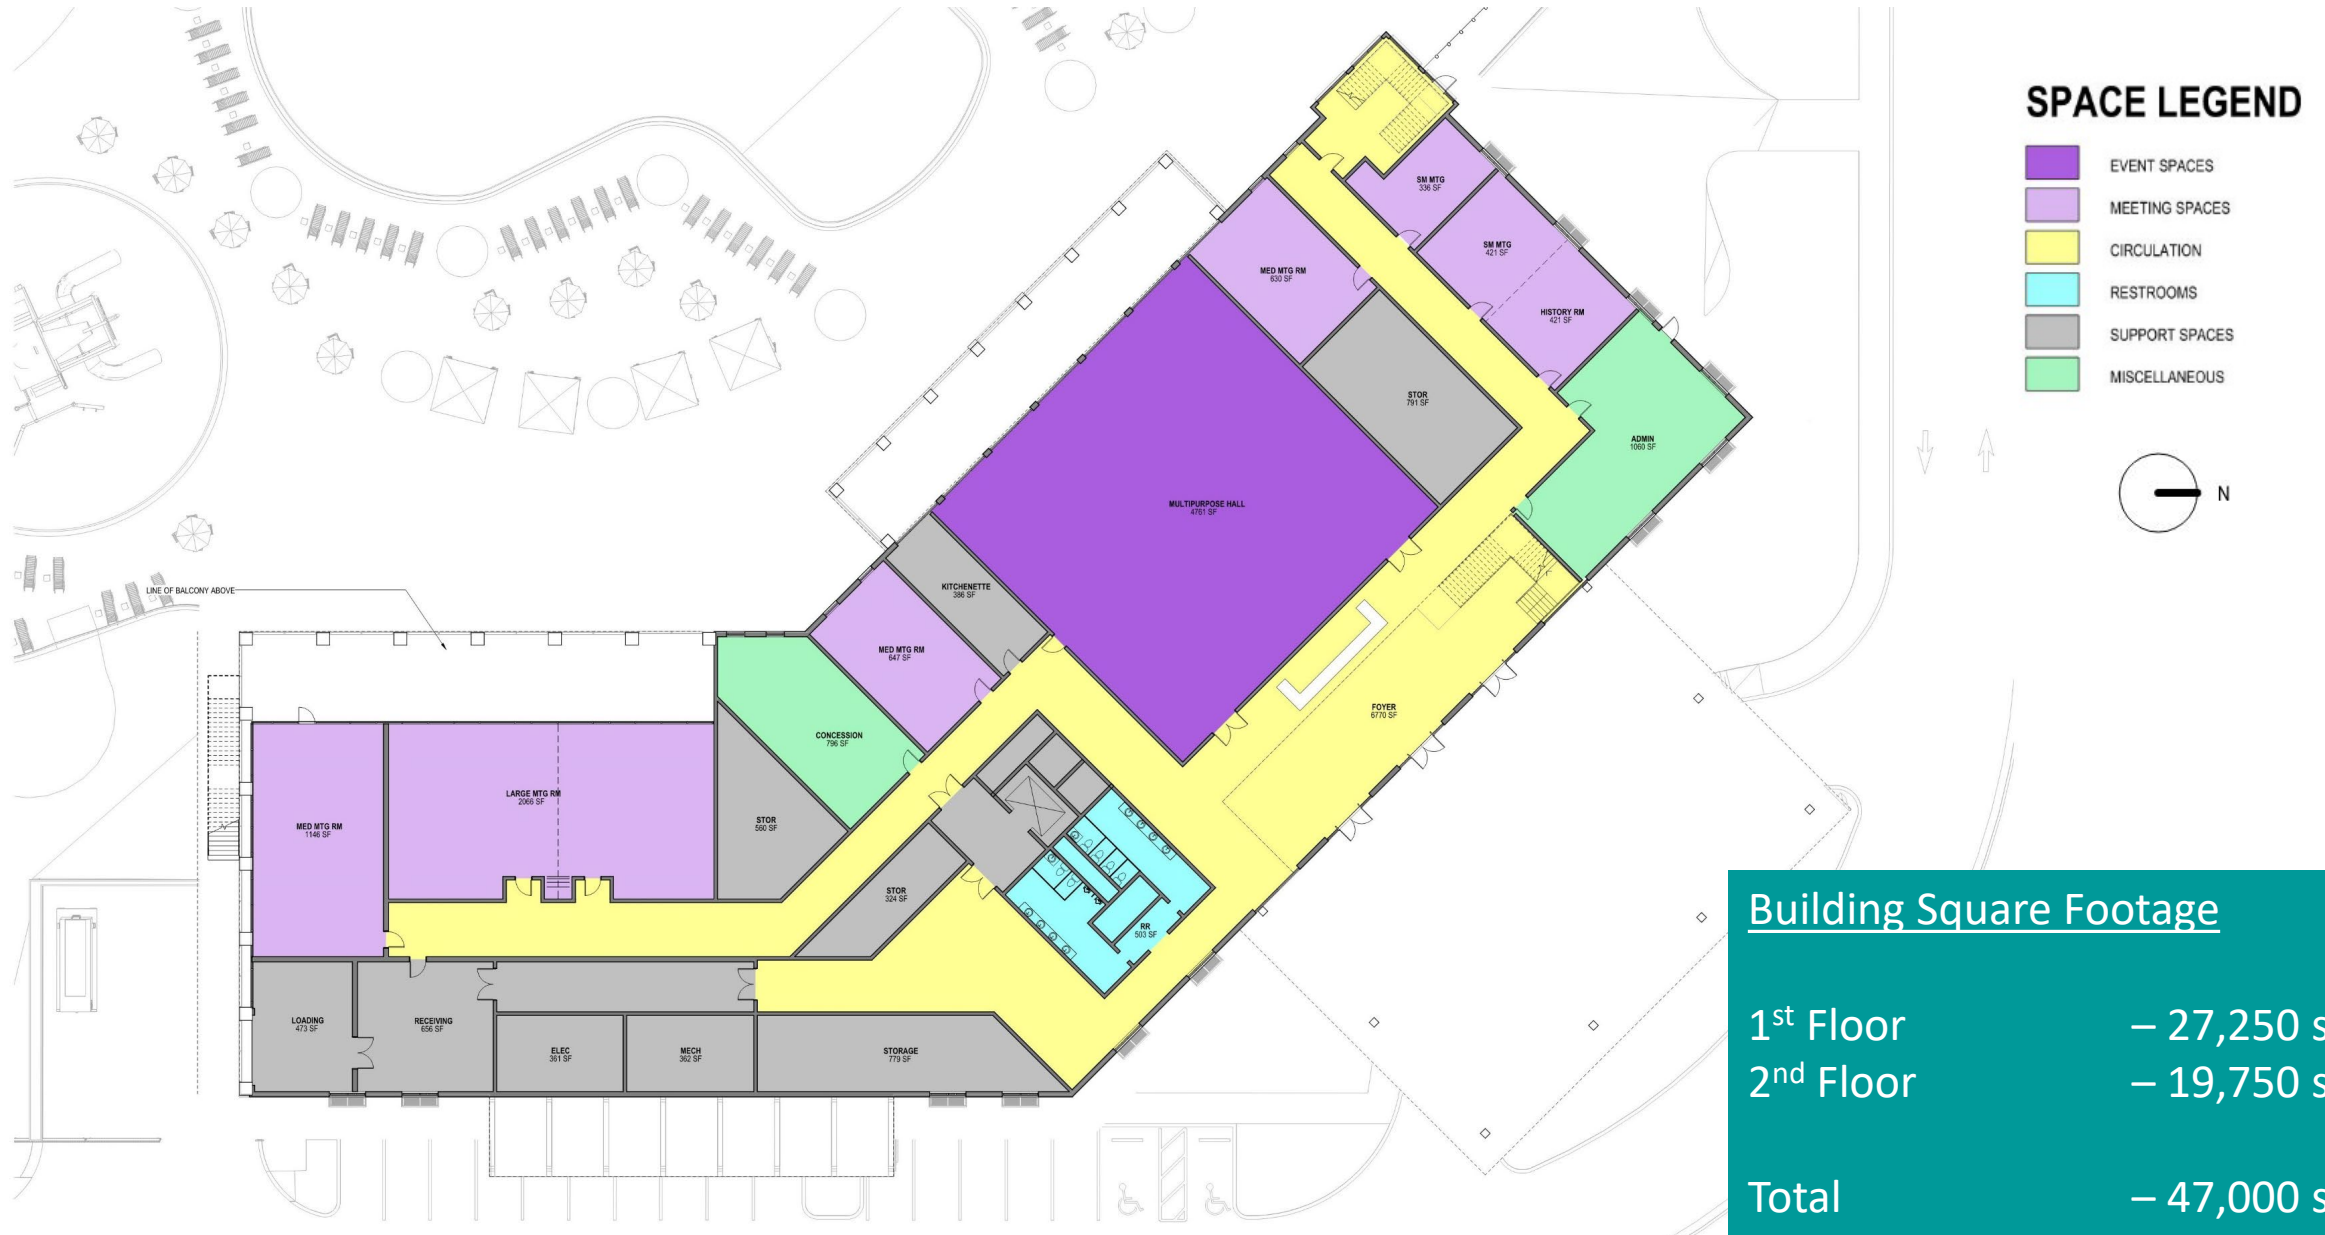 SPACE LEGEND
EVENT SPACES
MEETING SPACES
CIRCULATION
RESTROOMS
SUPPORT SPACES
MISCELLANEOUS
N
SM MTG
336 SF
SM MTG
421 SF
HISTORY RM
421 SF
MED MTG RM
630 SF
STOR
791 SF
ADMIN
1060 SF
MULTIPURPOSE HALL
4761 SF
KITCHENETTE
386 SF
MED MTG RM
647 SF
LINE OF BALCONY ABOVE
FOYER
6770 SF
CONCESSION
796 SF
LARGE MTG RM
2066 SF
MED MTG RM
1146 SF
STOR
560 SF
STOR
324 SF
RR
503 SF
LOADING
473 SF
RECEIVING
656 SF
ELEC
361 SF
MECH
362 SF
STORAGE
779 SF
Building Square Footage
1st Floor – 27,250 s
2nd Floor – 19,750 s
Total – 47,000 s